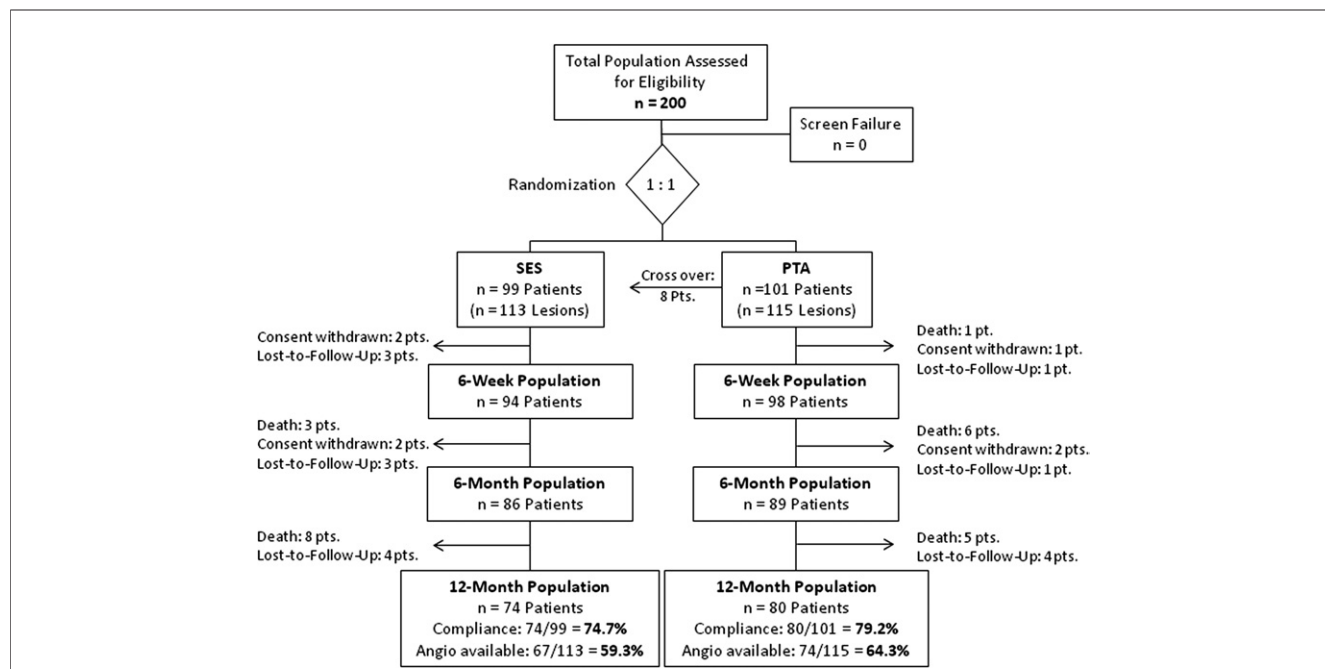 Total Population Assessed
for Eligibility
n = 200
Screen Failure
n = 0
Randomization
1 : 1
SES
n = 99 Patients
(n = 113 Lesions)
Cross over:
8 Pts.
PTA
n =101 Patients
(n = 115 Lesions)
Consent withdrawn: 2 pts.
Lost-to-Follow-Up: 3 pts.
Death: 1 pt.
Consent withdrawn: 1 pt.
Lost-to-Follow-Up: 1 pt.
6-Week Population
n = 94 Patients
6-Week Population
n = 98 Patients
Death: 3 pts.
Consent withdrawn: 2 pts.
Lost-to-Follow-Up: 3 pts.
Death: 6 pts.
Consent withdrawn: 2 pts.
Lost-to-Follow-Up: 1 pt.
6-Month Population
n = 86 Patients
6-Month Population
n = 89 Patients
Death: 8 pts.
Lost-to-Follow-Up: 4 pts.
Death: 5 pts.
Lost-to-Follow-Up: 4 pts.
12-Month Population
n = 74 Patients
Compliance: 74/99 = 74.7%
Angio available: 67/113 = 59.3%
12-Month Population
n = 80 Patients
Compliance: 80/101 = 79.2%
Angio available: 74/115 = 64.3%